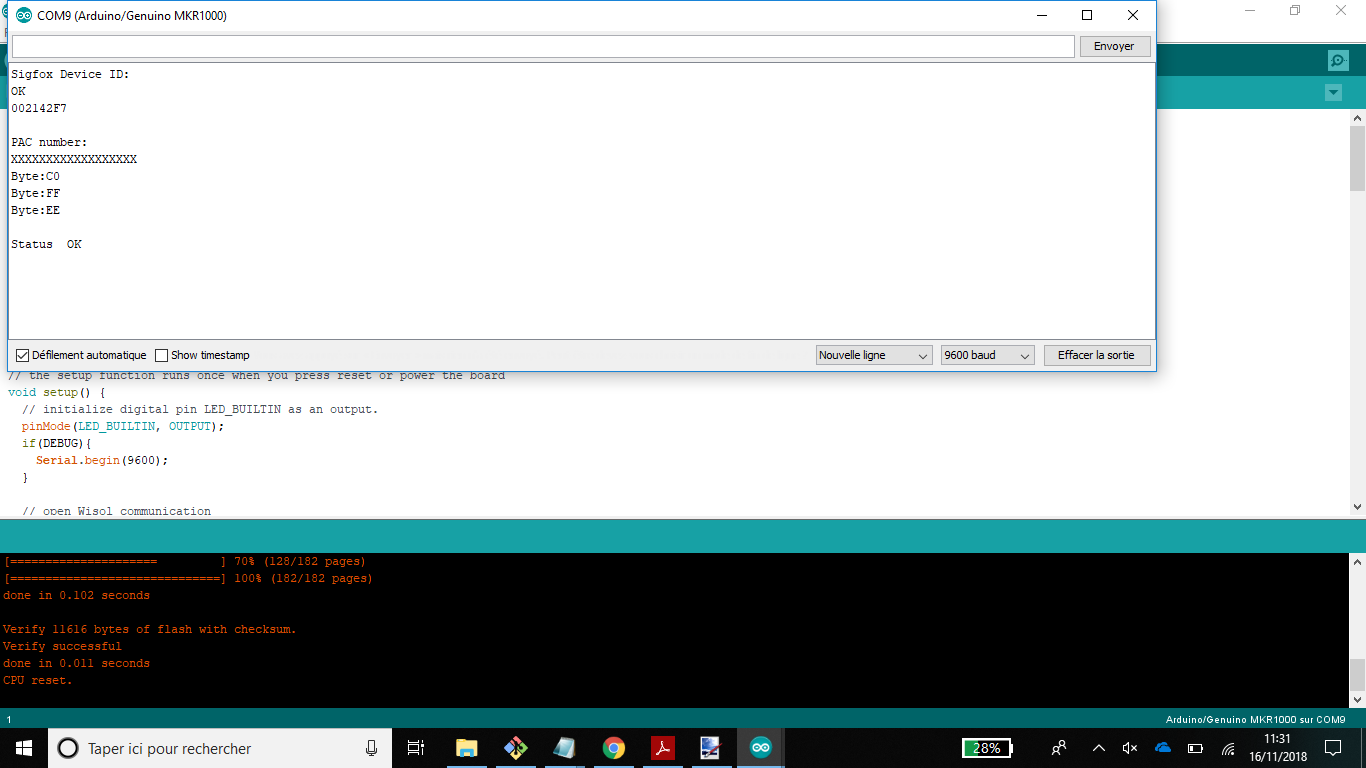 COM9 (Arduino/Genuino MKR1000)
Envoyer
Sigfox Device ID:
OK
002142F7
PAC number:
XXXXXXXXXXXXXXXXXX
Byte:C0
Byte:FF
Byte:EE
Status  OK
Défilement automatique Show timestamp Nouvelle ligne 9600 baud Effacer la sortie
// the setup function runs once when you press reset or power the board
void setup() {
  // initialize digital pin LED_BUILTIN as an output.
  pinMode(LED_BUILTIN, OUTPUT);
  if(DEBUG){
    Serial.begin(9600);
  }
  // open Wisol communication
[=====================         ] 70% (128/182 pages)
[==============================] 100% (182/182 pages)
done in 0.102 seconds
Verify 11616 bytes of flash with checksum.
Verify successful
done in 0.011 seconds
CPU reset.
1 Arduino/Genuino MKR1000 sur COM9
Taper ici pour rechercher 28% 11:31
16/11/2018